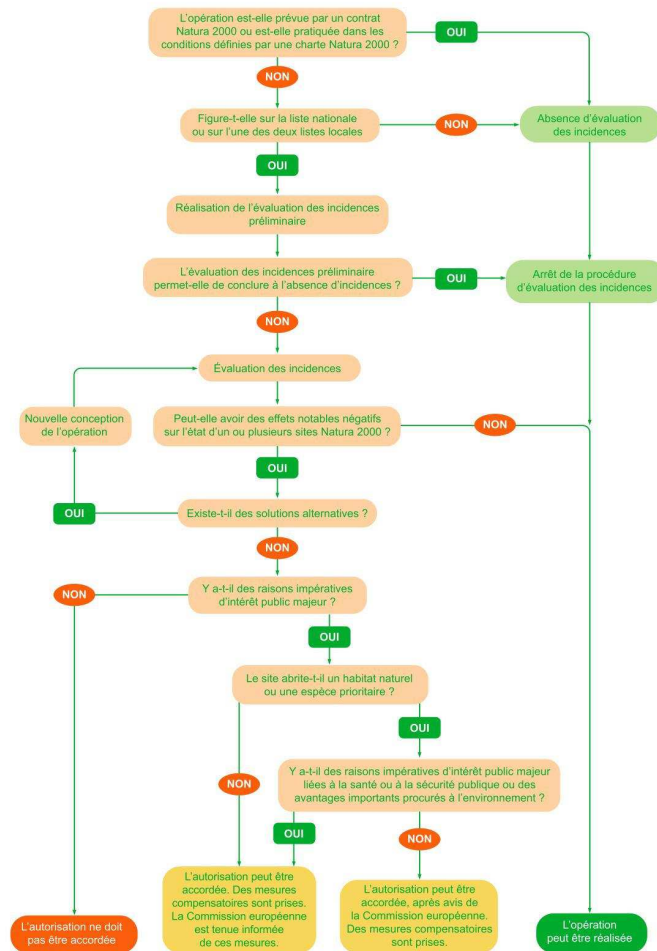 L'opération est-elle prévue par un contrat
Natura 2000 ou est-elle pratiquée dans les
conditions définies par une charte Natura 2000 ?
OUI
NON
Figure-t-elle sur la liste nationale
ou sur l'une des deux listes locales
NON
Absence d'évaluation
des incidences
OUI
Réalisation de l'évaluation des incidences
préliminaire
L'évaluation des incidences préliminaire
permet-elle de conclure à l'absence d'incidences ?
OUI
Arrêt de la procédure
d'évaluation des incidences
NON
Évaluation des incidences
Nouvelle conception
de l'opération
Peut-elle avoir des effets notables négatifs
sur l'état d'un ou plusieurs sites Natura 2000 ?
NON
OUI
OUI
Existe-t-il des solutions alternatives ?
NON
NON
Y a-t-il des raisons impératives
d'intérêt public majeur ?
OUI
Le site abrite-t-il un habitat naturel
ou une espèce prioritaire ?
OUI
NON
Y a-t-il des raisons impératives d'intérêt public majeur
liées à la santé ou à la sécurité publique ou des
avantages importants procurés à l'environnement ?
OUI
NON
L'autorisation ne doit
pas être accordée
L'autorisation peut être
accordée. Des mesures
compensatoires sont prises.
La Commission européenne
est tenue informée
de ces mesures.
L'autorisation peut être
accordée, après avis de
la Commission européenne.
Des mesures compensatoires
sont prises.
L'opération
peut être réalisée